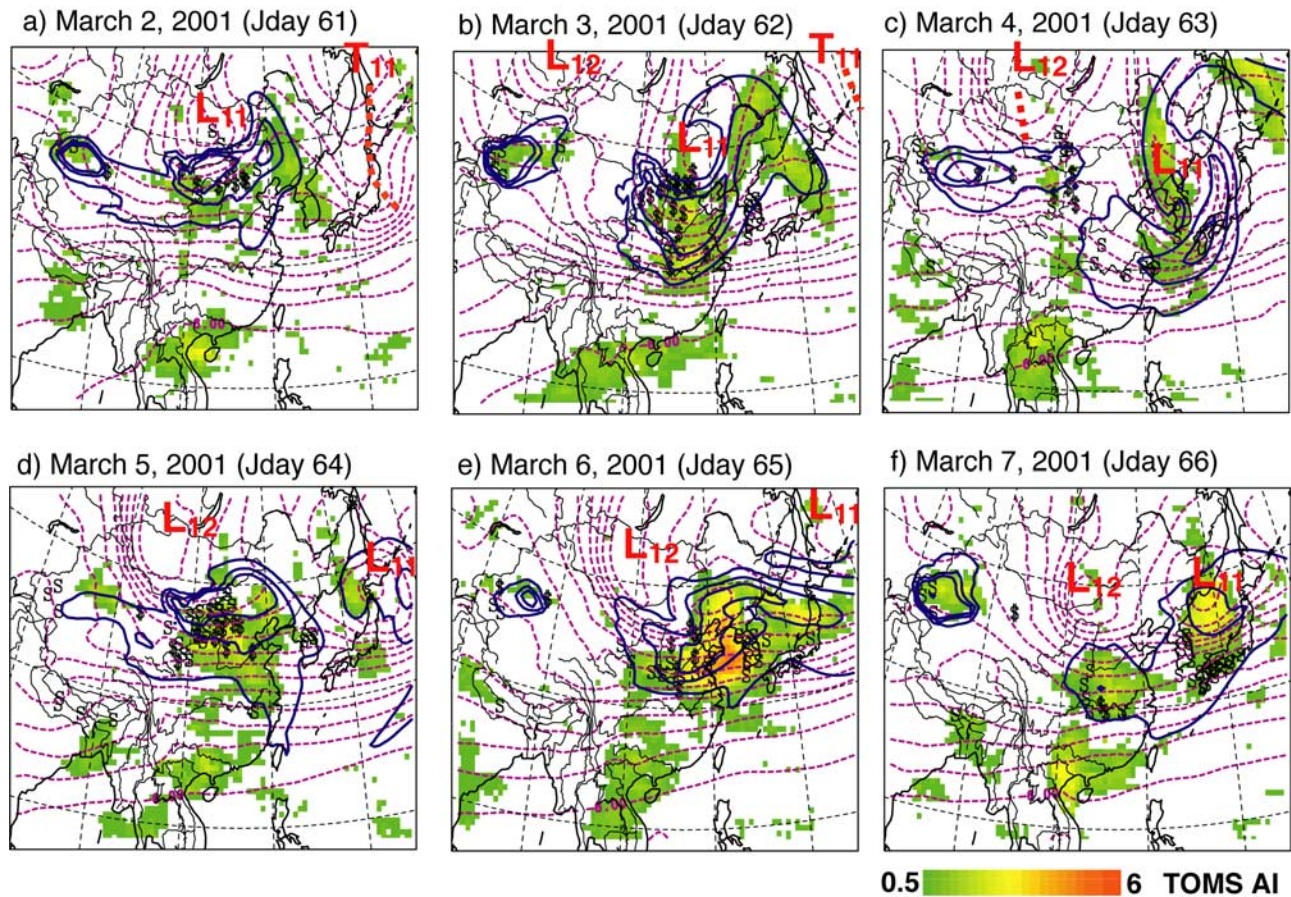 a) March 2, 2001 (Jday 61)
b) March 3, 2001 (Jday 62)
c) March 4, 2001 (Jday 63)
T11
L11
L12
T11
L11
L12
L11
d) March 5, 2001 (Jday 64)
e) March 6, 2001 (Jday 65)
f) March 7, 2001 (Jday 66)
L12
L11
L12
L11
L12
L11
0.5 6 TOMS AI